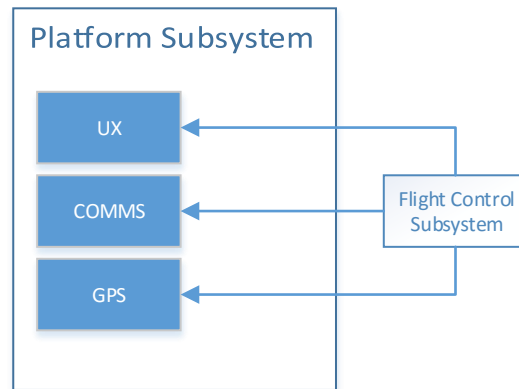 Platform Subsystem
UX
COMMS
GPS
Flight Control
Subsystem